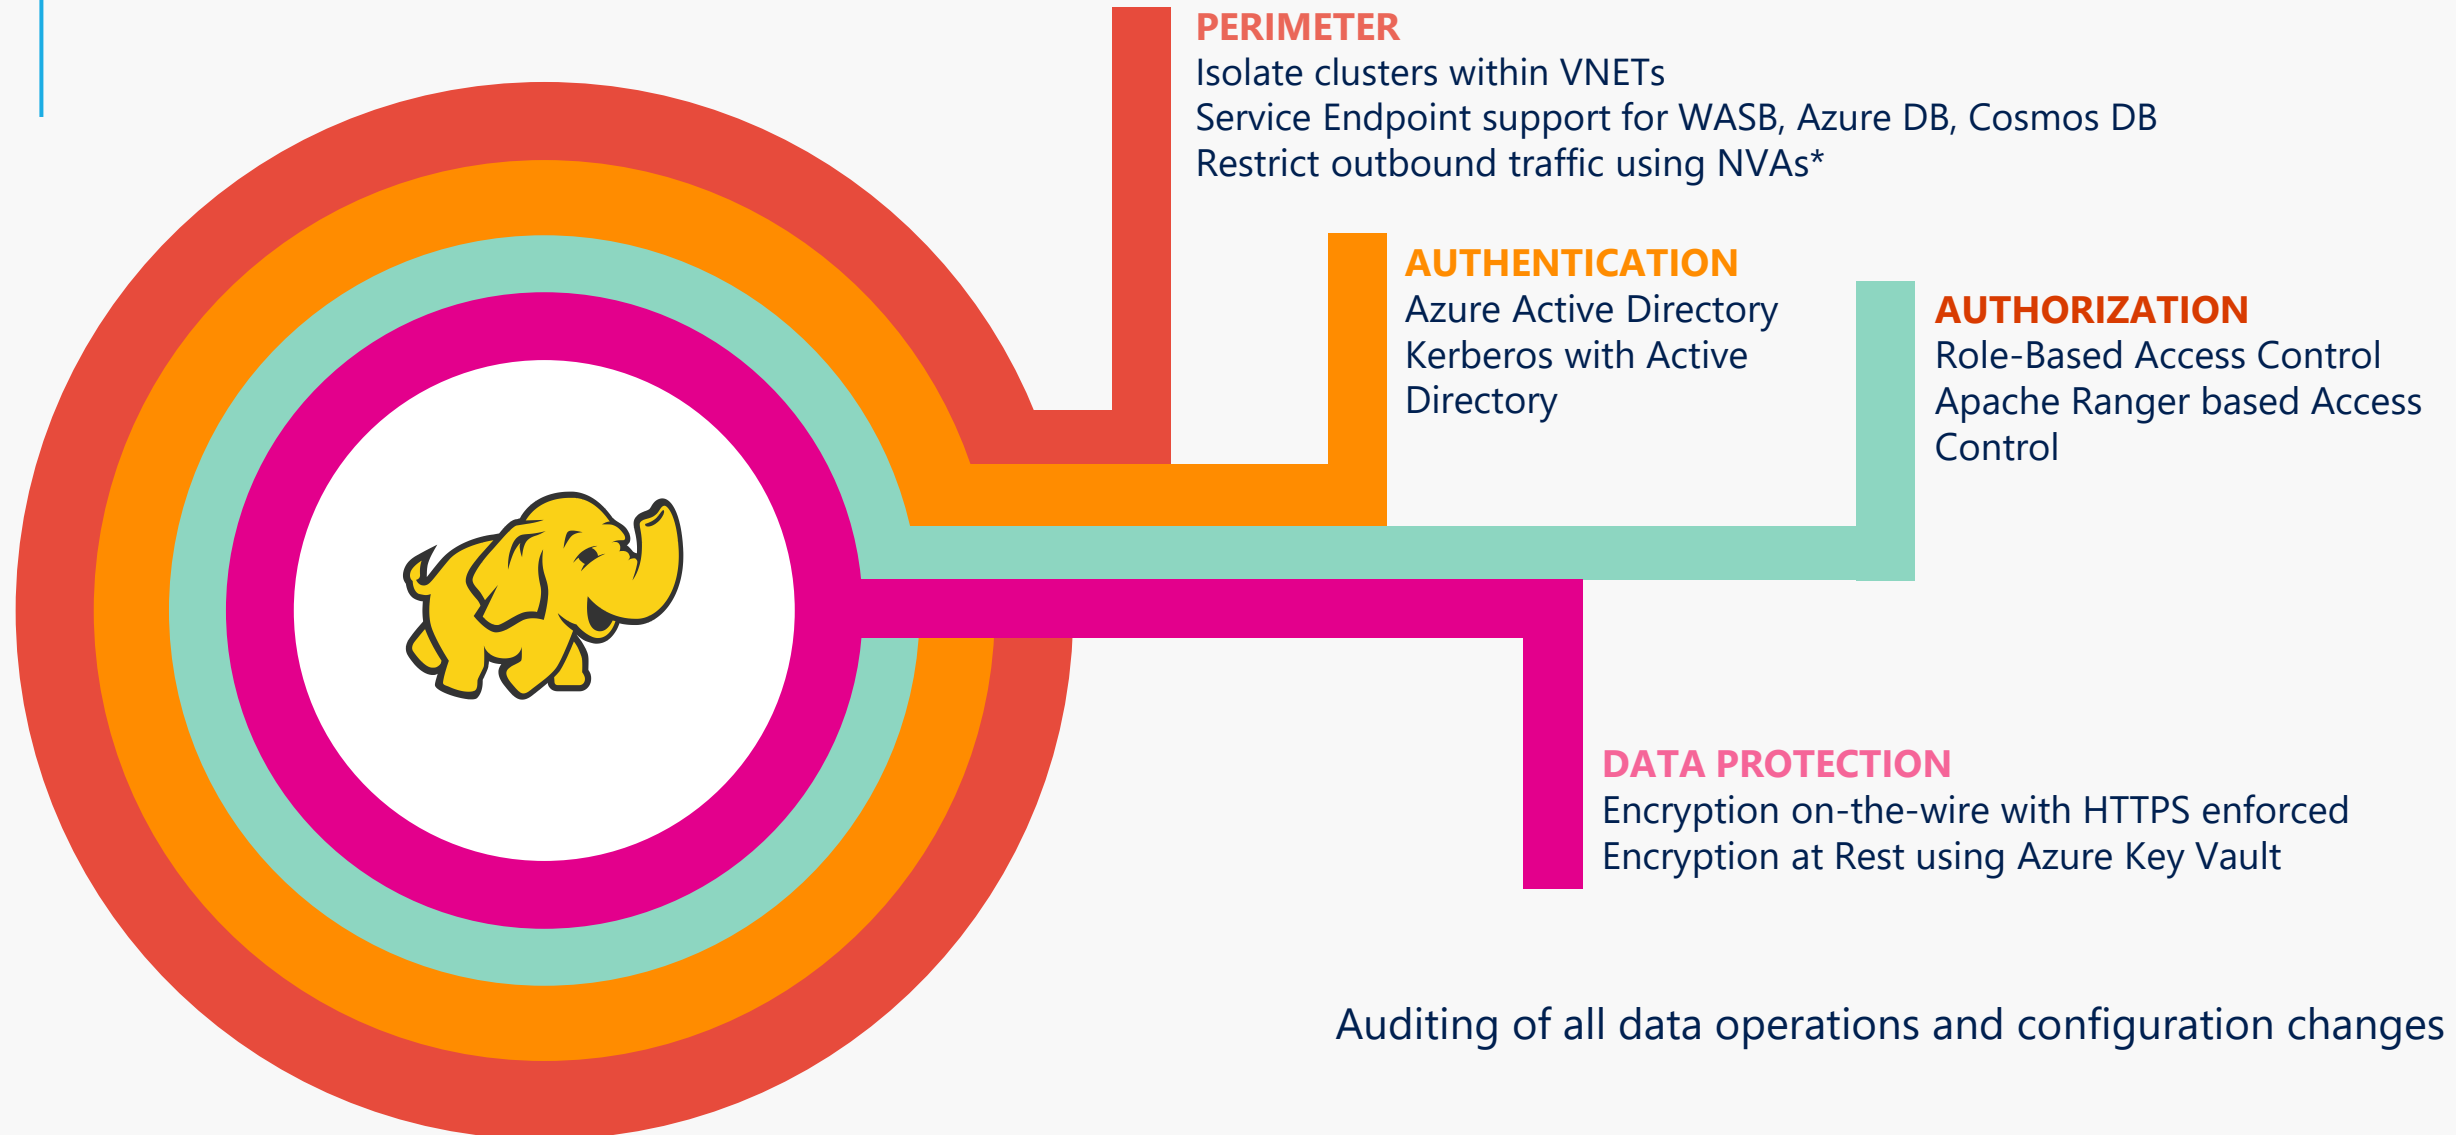 PERIMETER
Isolate clusters within VNETs
Service Endpoint support for WASB, Azure DB, Cosmos DB
Restrict outbound traffic using NVAs*
AUTHENTICATION
Azure Active Directory
Kerberos with Active
Directory
AUTHORIZATION
Role-Based Access Control
Apache Ranger based Access
Control
DATA PROTECTION
Encryption on-the-wire with HTTPS enforced
Encryption at Rest using Azure Key Vault
Auditing of all data operations and configuration changes